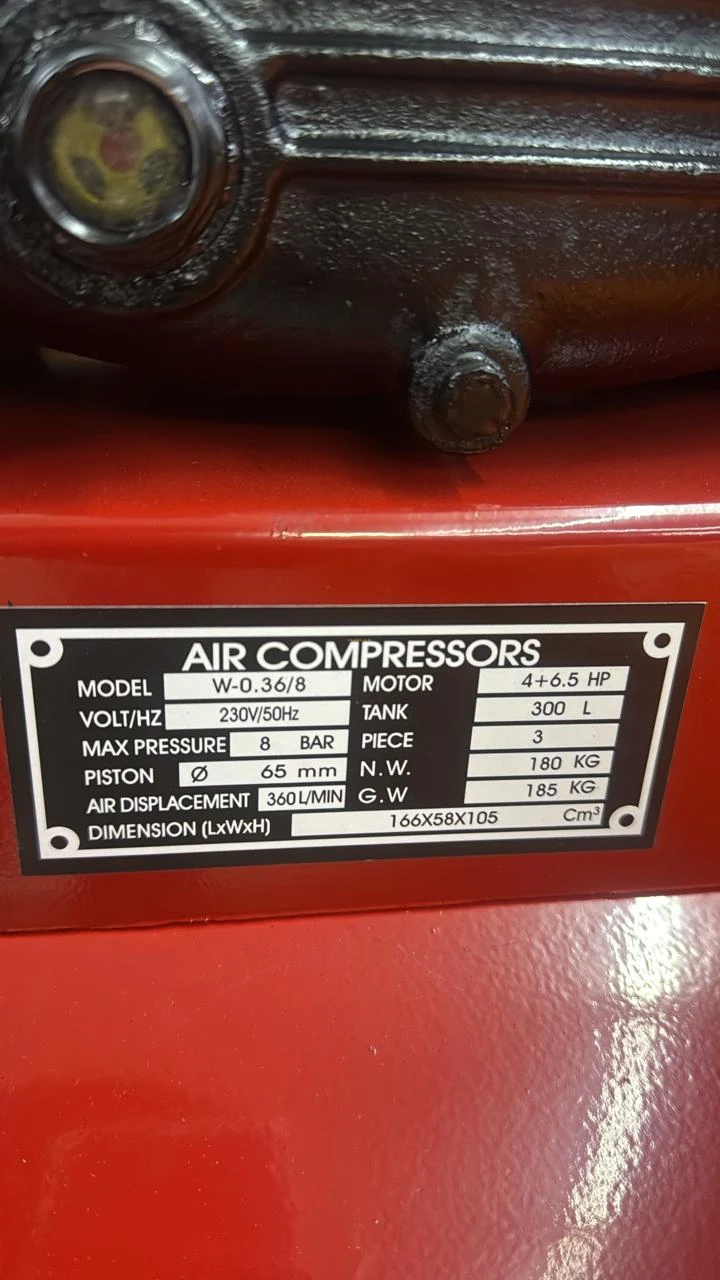 AIR COMPRESSORS
MODEL W-0.36/8 MOTOR 4+6.5 HP
VOLT/HZ 230V/50Hz TANK 300 L
MAX PRESSURE 8 BAR PIECE 3
PISTON Ø 65 mm N.W. 180 KG
AIR DISPLACEMENT 360L/MIN G.W 185 KG
DIMENSION (LxWxH) 166X58X105 Cm³